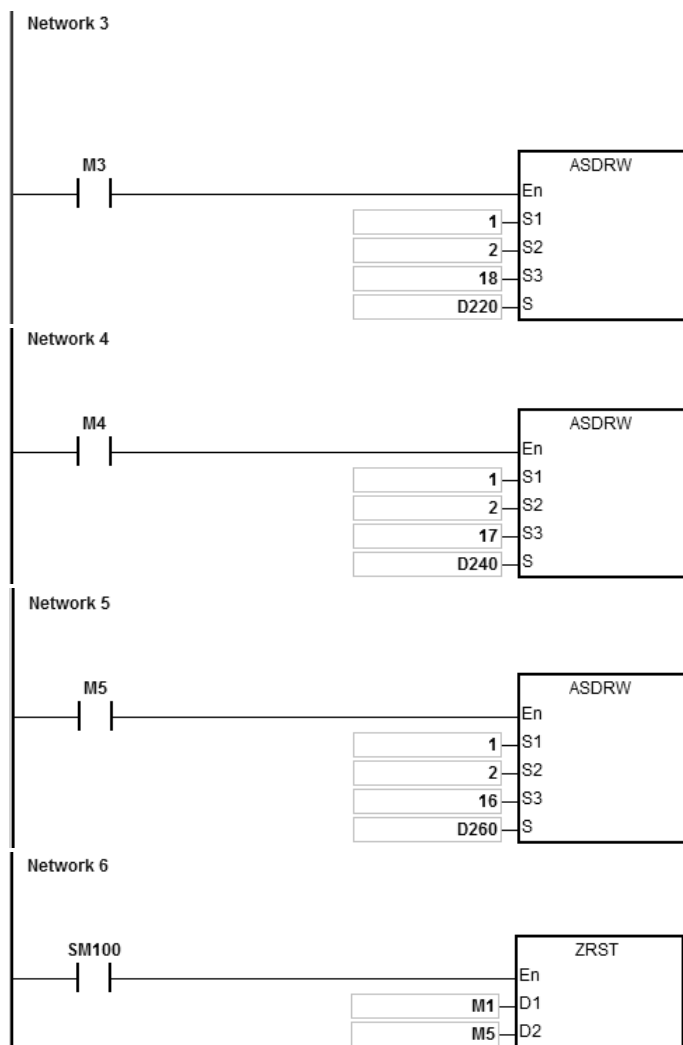 Network 3
M3
ASDRW
En
1 S1
2 S2
18 S3
D220 S
Network 4
M4
ASDRW
En
1 S1
2 S2
17 S3
D240 S
Network 5
M5
ASDRW
En
1 S1
2 S2
16 S3
D260 S
Network 6
SM100
ZRST
En
M1 D1
M5 D2